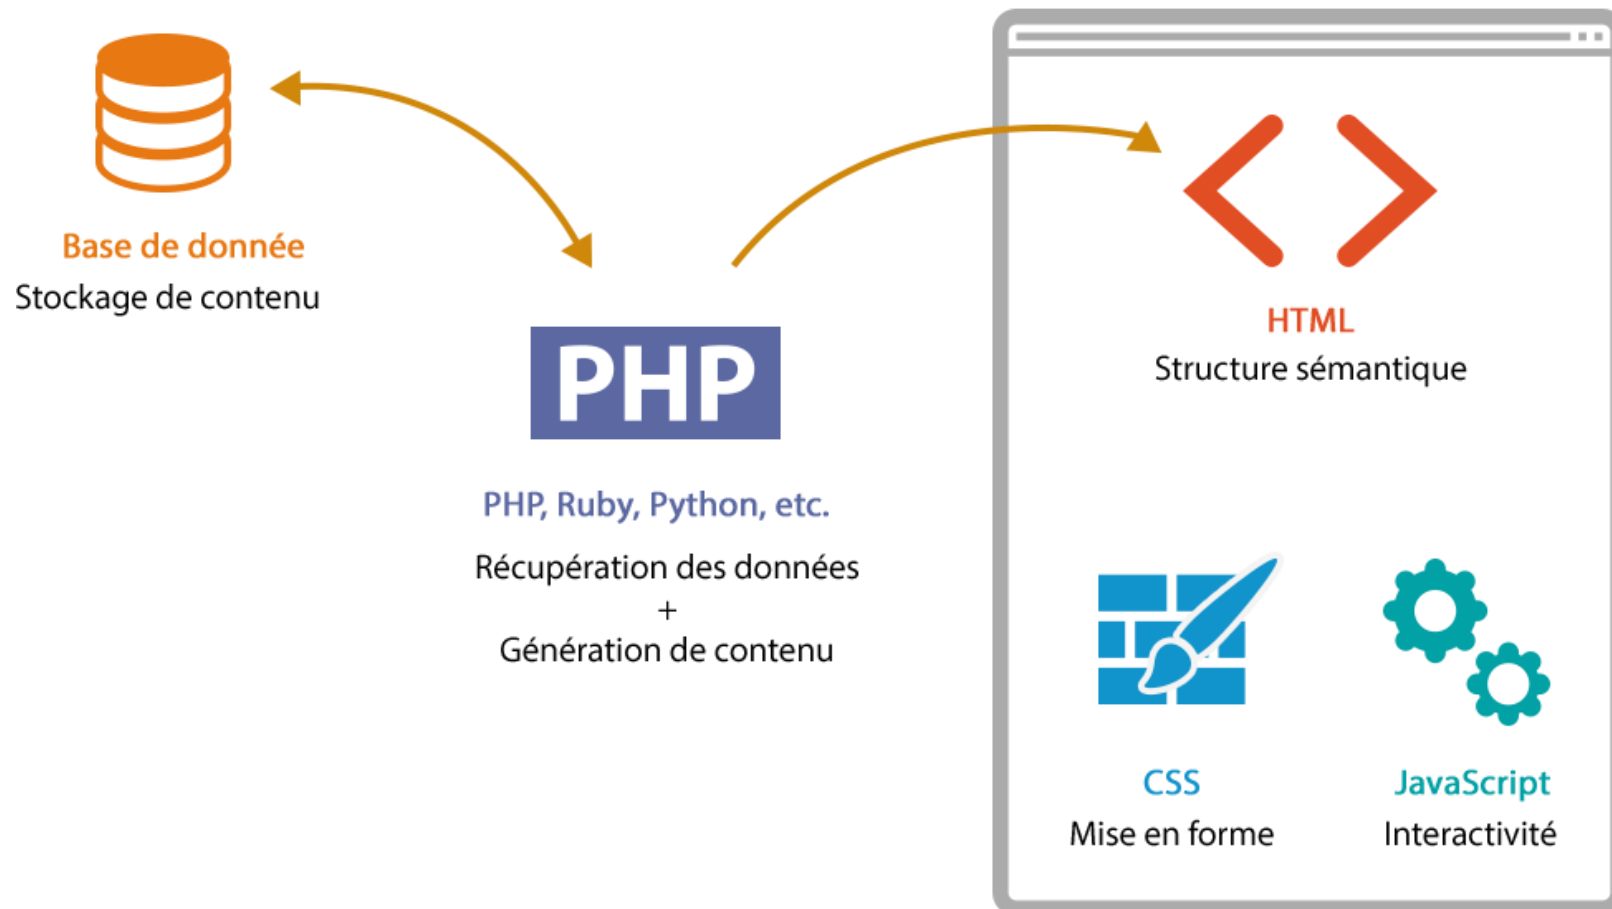 Base de donnée
Stockage de contenu
PHP
PHP, Ruby, Python, etc.
Récupération des données
+
Génération de contenu
HTML
Structure sémantique
CSS
Mise en forme
JavaScript
Interactivité